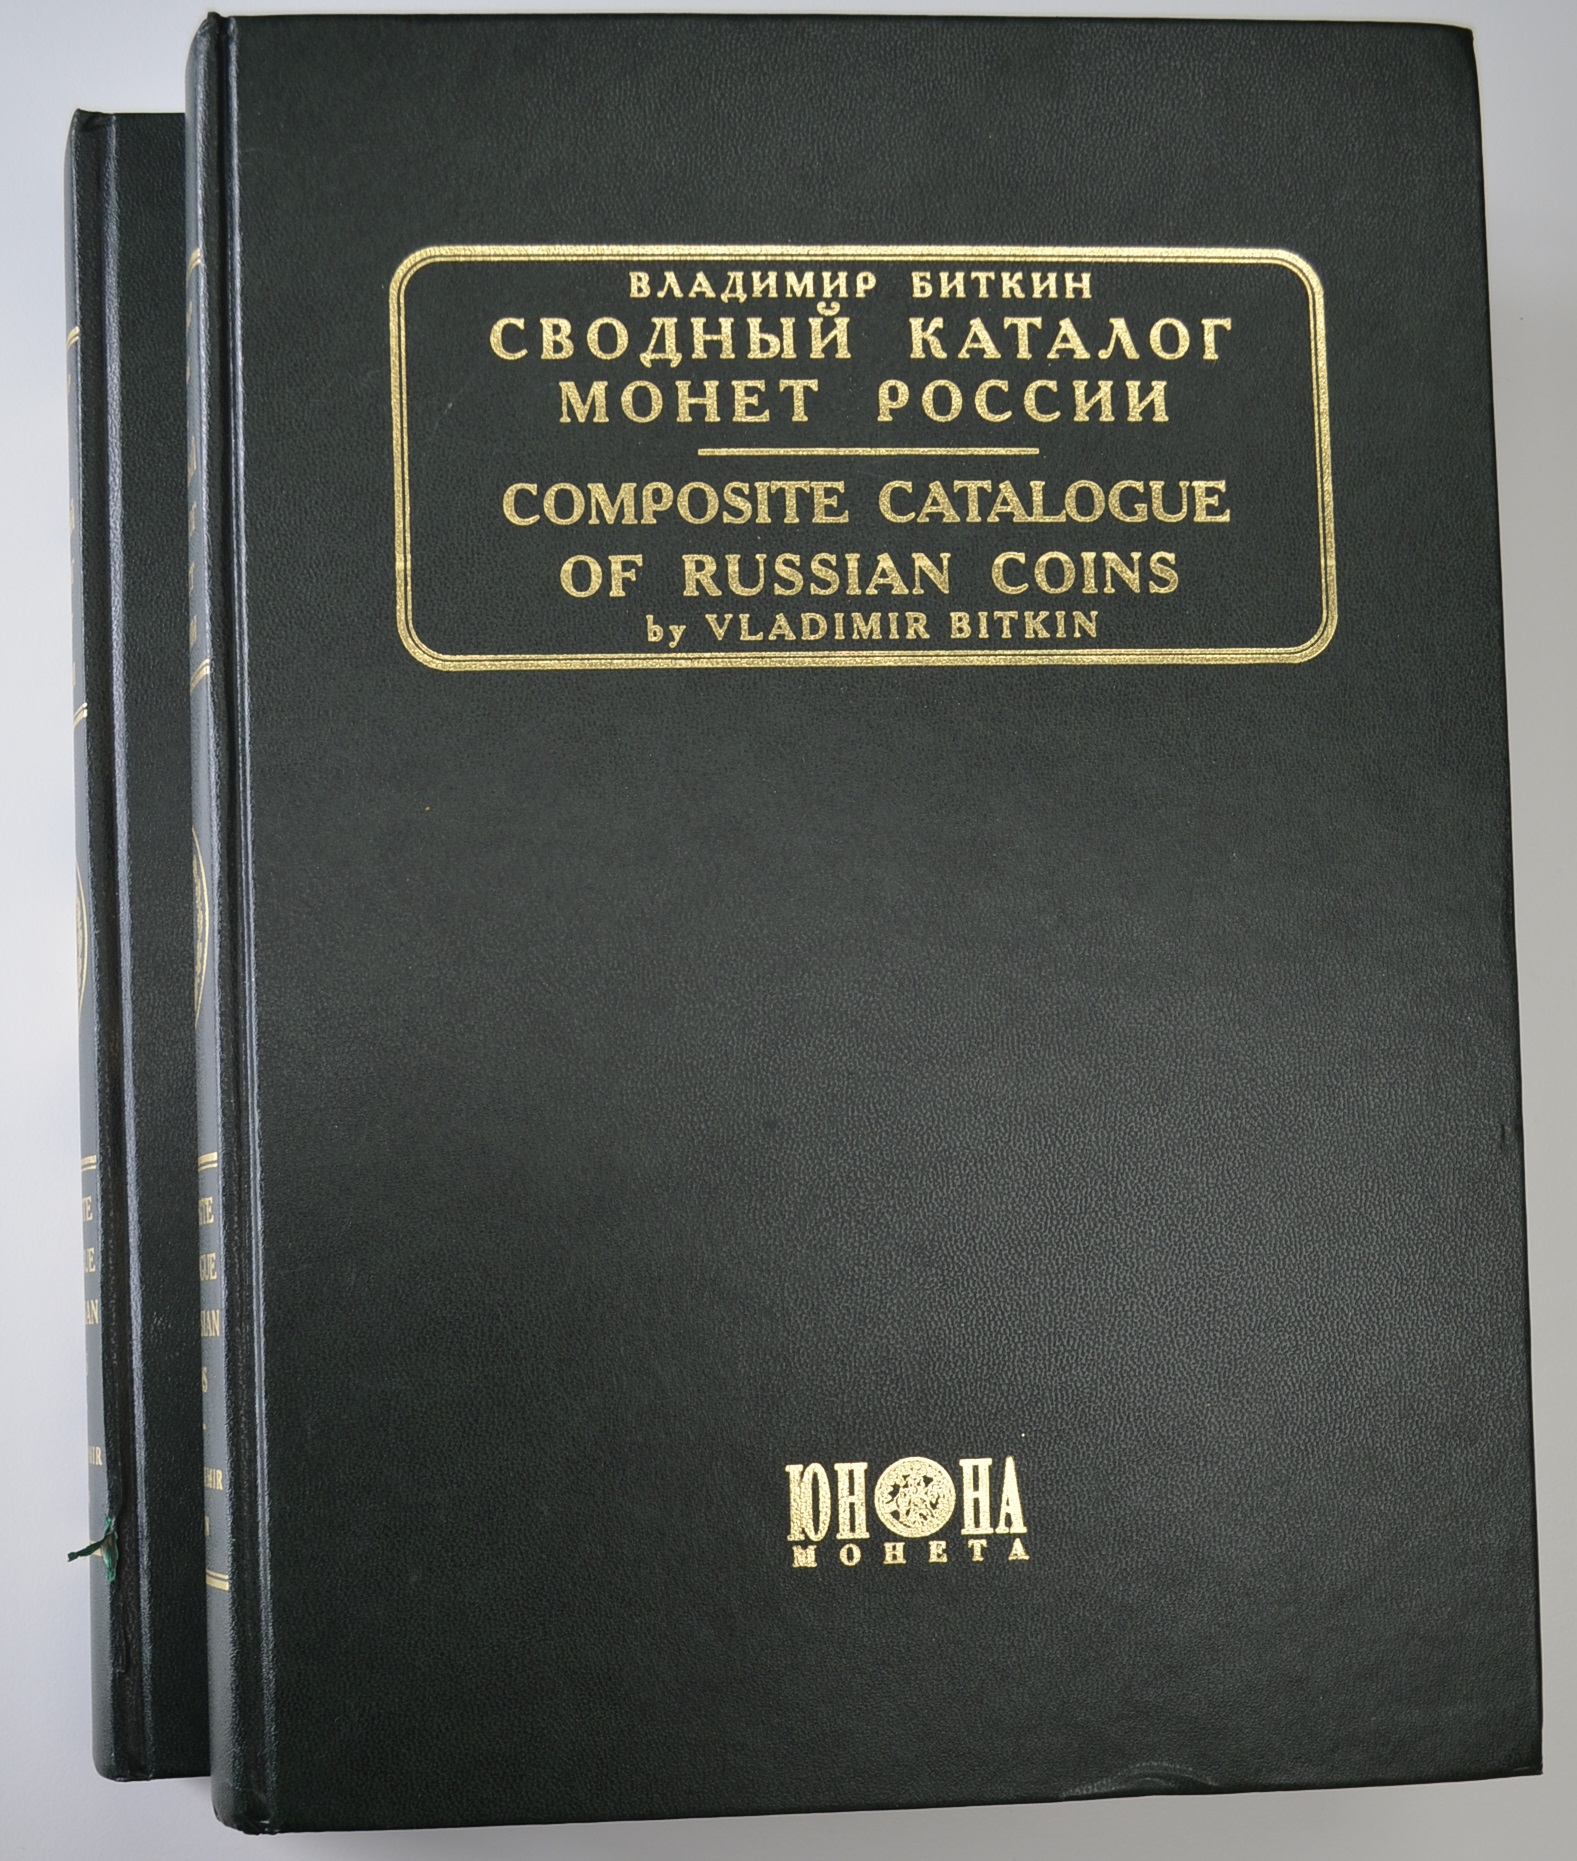 ВЛАДИМИР БИТКИН
СВОДНЫЙ КАТАЛОГ
МОНЕТ РОССИИ
COMPOSITE CATALOGUE
OF RUSSIAN COINS
by VLADIMIR BITKIN
ЮНОНА
МОНЕТА